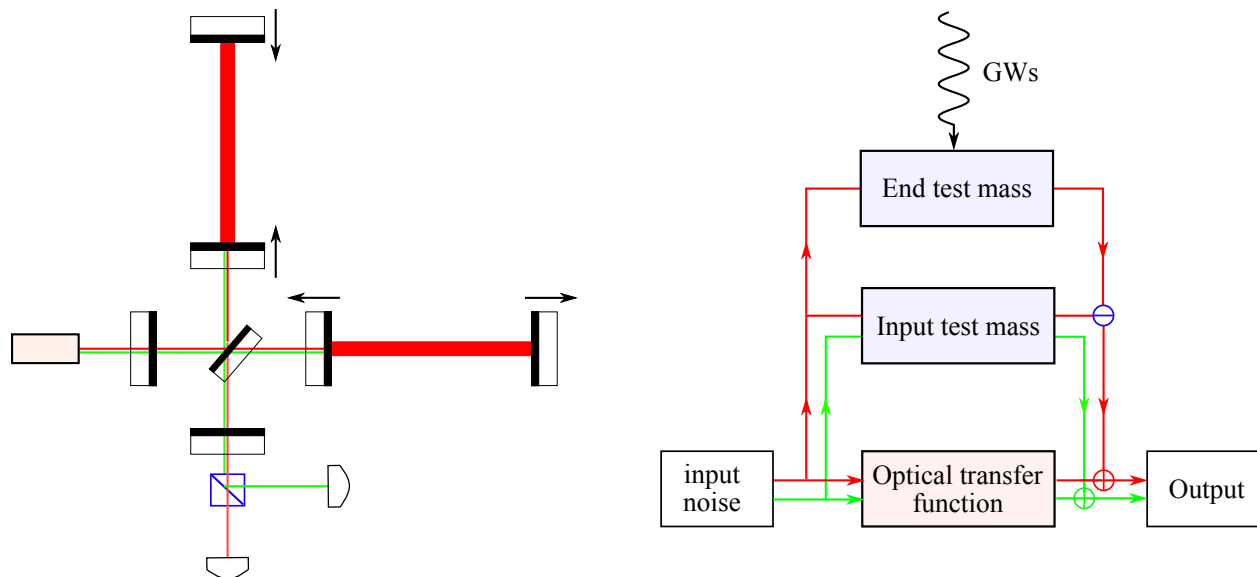 GWs
End test mass
Input test mass
input
noise
Optical transfer
function
Output